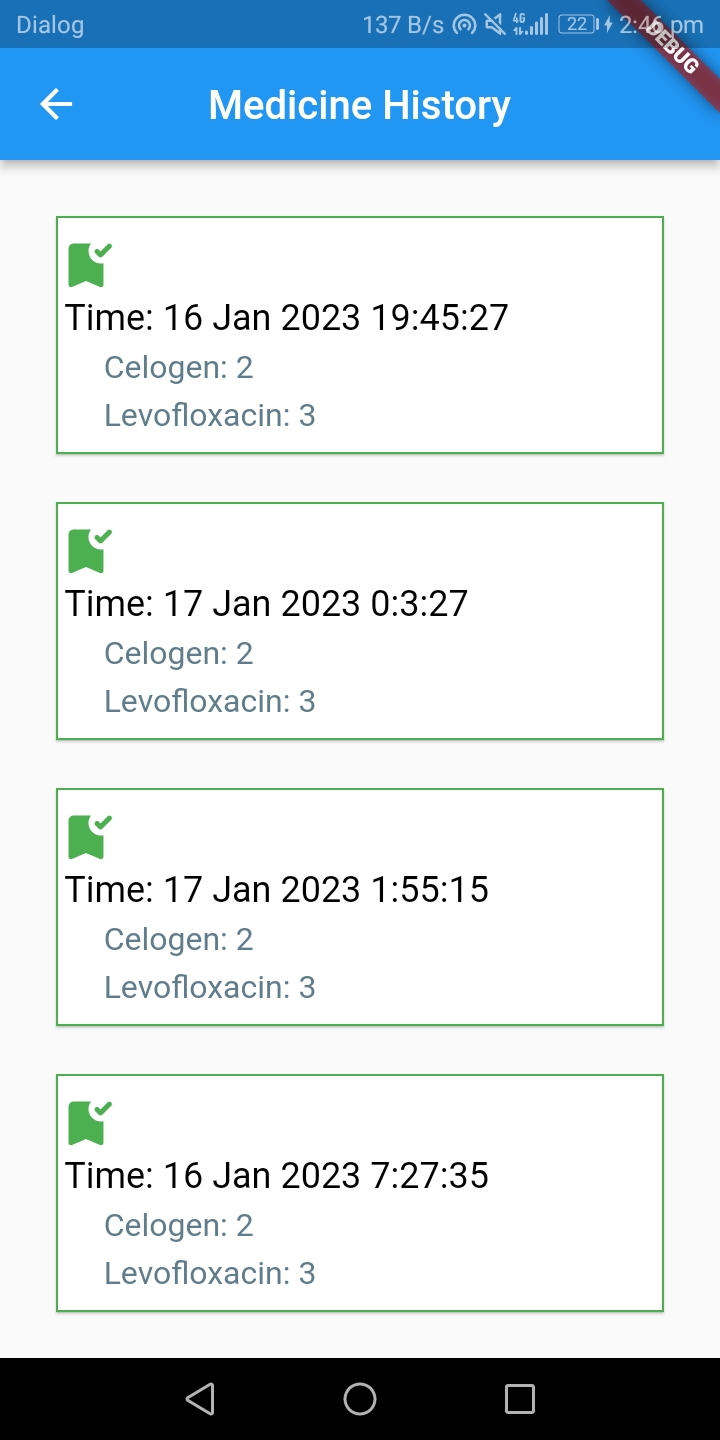 Dialog 137 B/s 4G 22 2:46 pm
DEBUG
Medicine History
Time: 16 Jan 2023 19:45:27
Celogen: 2
Levofloxacin: 3
Time: 17 Jan 2023 0:3:27
Celogen: 2
Levofloxacin: 3
Time: 17 Jan 2023 1:55:15
Celogen: 2
Levofloxacin: 3
Time: 16 Jan 2023 7:27:35
Celogen: 2
Levofloxacin: 3